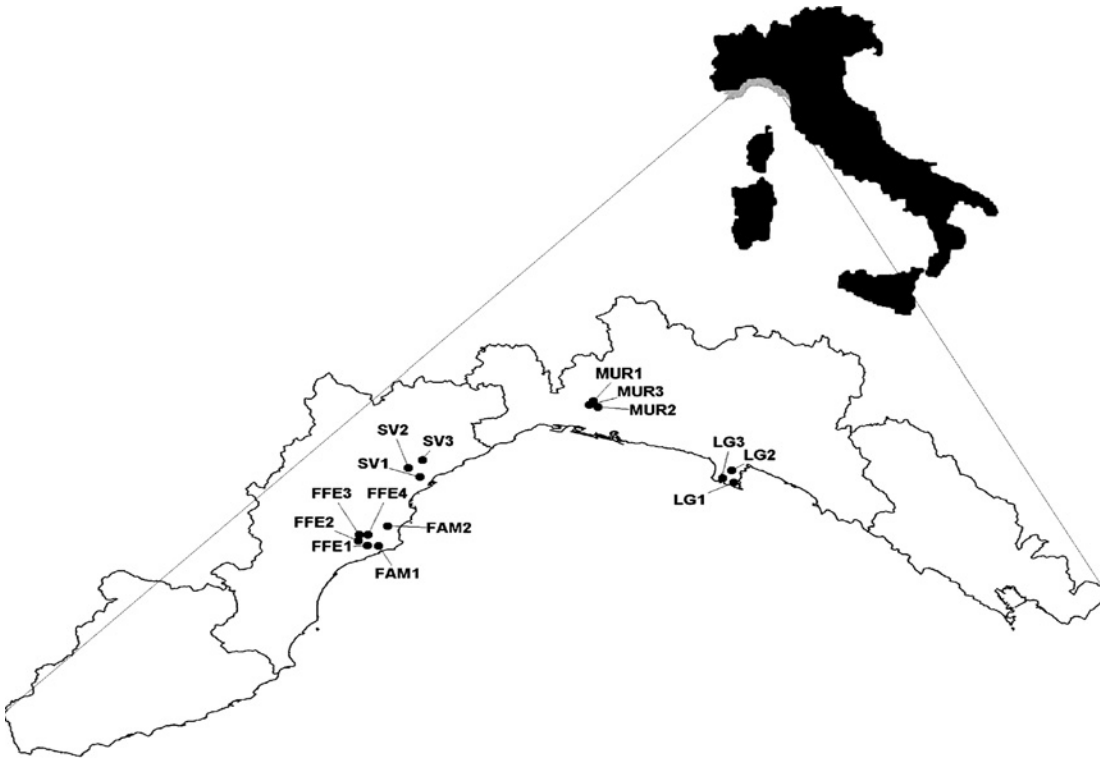 MUR1
MUR3
MUR2
SV2
SV3
SV1
LG3
LG2
LG1
FFE3
FFE4
FFE2
FAM2
FFE1
FAM1